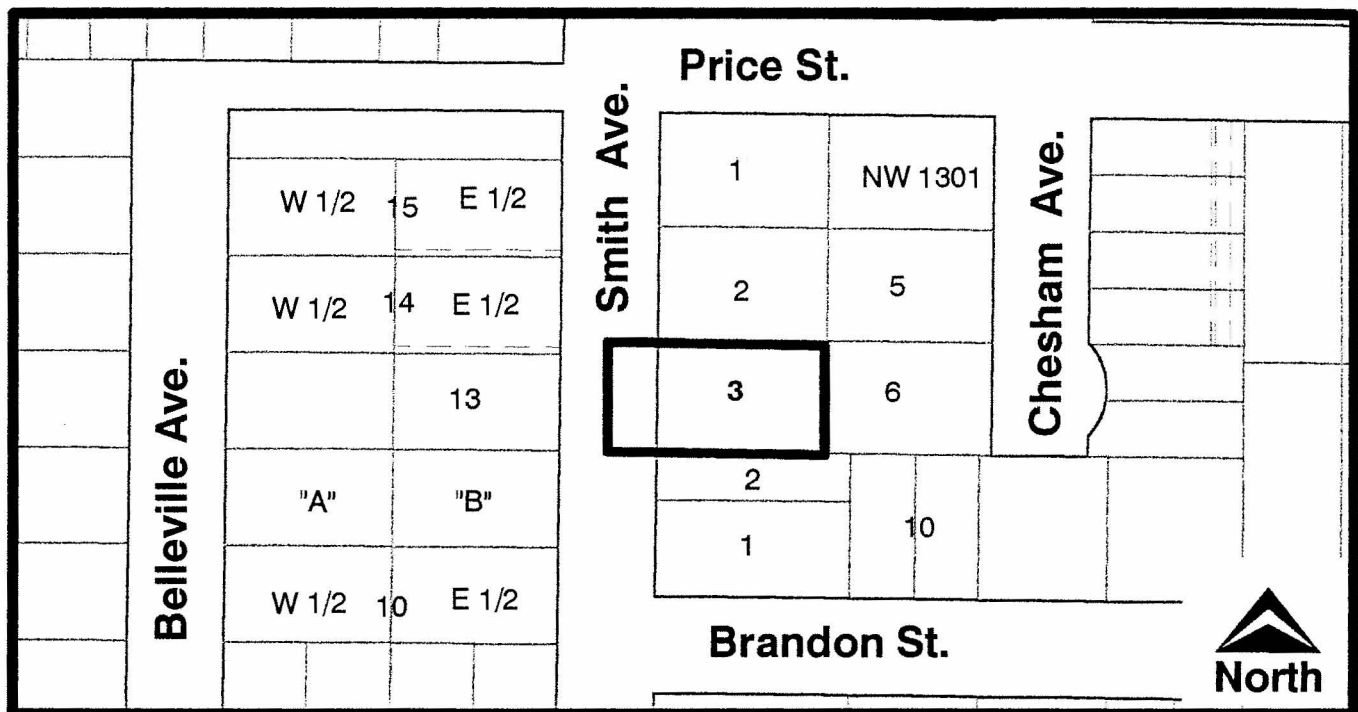 Price St.
Smith Ave.
Chesham Ave.
Belleville Ave.
1
NW 1301
W 1/2 15 E 1/2
2
5
W 1/2 14 E 1/2
3
6
13
2
"A"
"B"
10
1
W 1/2 10 E 1/2
Brandon St.
North